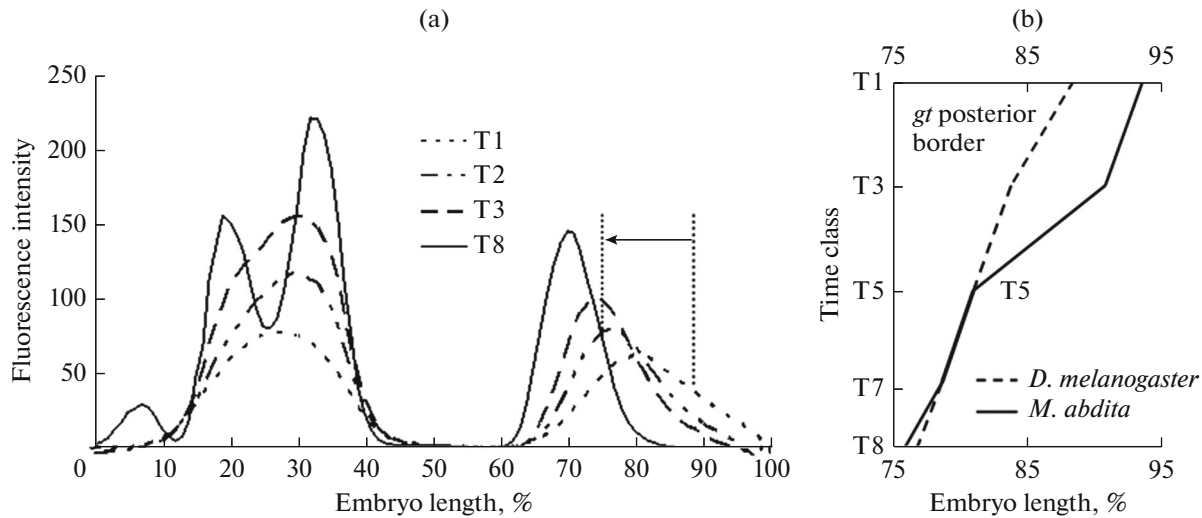 (a)
250
200
150
100
50
0
Fluorescence intensity
T1
T2
T3
T8
10 20 30 40 50 60 70 80 90 100
Embryo length, %
(b)
75 85 95
T1
T3
T5
T7
T8
Time class
gt posterior
border
T5
D. melanogaster
M. abdita
75 85 95
Embryo length, %